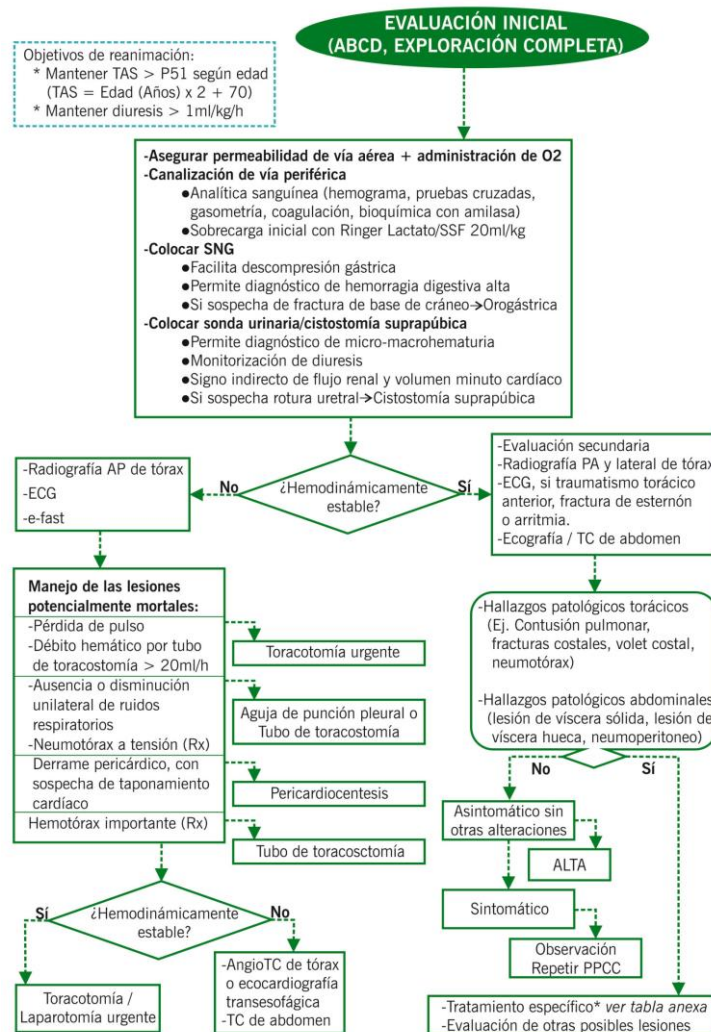 EVALUACIÓN INICIAL
(ABCD, EXPLORACIÓN COMPLETA)
Objetivos de reanimación:
* Mantener TAS > P51 según edad
(TAS = Edad (Años) x 2 + 70)
* Mantener diuresis > 1ml/kg/h
-Asegurar permeabilidad de vía aérea + administración de O2
-Canalización de vía periférica
●Analítica sanguínea (hemograma, pruebas cruzadas,
gasometría, coagulación, bioquímica con amilasa)
●Sobrecarga inicial con Ringer Lactato/SSF 20ml/kg
-Colocar SNG
●Facilita descompresión gástrica
●Permite diagnóstico de hemorragia digestiva alta
●Si sospecha de fractura de base de cráneo→Orogástrica
-Colocar sonda urinaria/cistostomía suprapúbica
●Permite diagnóstico de micro-macrohematuria
●Monitorización de diuresis
●Signo indirecto de flujo renal y volumen minuto cardíaco
●Si sospecha rotura uretral→Cistostomía suprapúbica
¿Hemodinámicamente
estable?
No
Sí
-Radiografía AP de tórax
-ECG
-e-fast
-Evaluación secundaria
-Radiografía PA y lateral de tórax
-ECG, si traumatismo torácico
anterior, fractura de esternón
o arritmia.
-Ecografía / TC de abdomen
Manejo de las lesiones
potencialmente mortales:
-Pérdida de pulso
-Débito hemático por tubo
de toracostomía > 20ml/h
Toracotomía urgente
-Ausencia o disminución
unilateral de ruidos
respiratorios
-Neumotórax a tensión (Rx)
Aguja de punción pleural o
Tubo de toracostomía
Derrame pericárdico, con
sospecha de taponamiento
cardíaco
Pericardiocentesis
Hemotórax importante (Rx)
Tubo de toracosctomía
-Hallazgos patológicos torácicos
(Ej. Contusión pulmonar,
fracturas costales, volet costal,
neumotórax)
-Hallazgos patológicos abdominales
(lesión de víscera sólida, lesión de
víscera hueca, neumoperitoneo)
No
Sí
Asintomático sin
otras alteraciones
ALTA
Sintomático
Observación
Repetir PPCC
¿Hemodinámicamente
estable?
Sí
No
Toracotomía /
Laparotomía urgente
-AngioTC de tórax
o ecocardiografía
transesofágica
-TC de abdomen
-Tratamiento específico* ver tabla anexa
-Evaluación de otras posibles lesiones